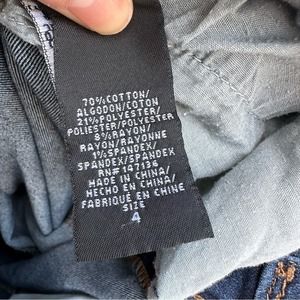 70%COTTON/
ALGODON/COTON
21%POLYESTER/
POLIESTER/POLYESTER
8%RAYON/
RAYON/RAYONNE
1%SPANDEX/
SPANDEX/SPANDEX
RN#147136
MADE IN CHINA/
HECHO EN CHINA/
FABRIQUÉ EN CHINE
SIZE
4